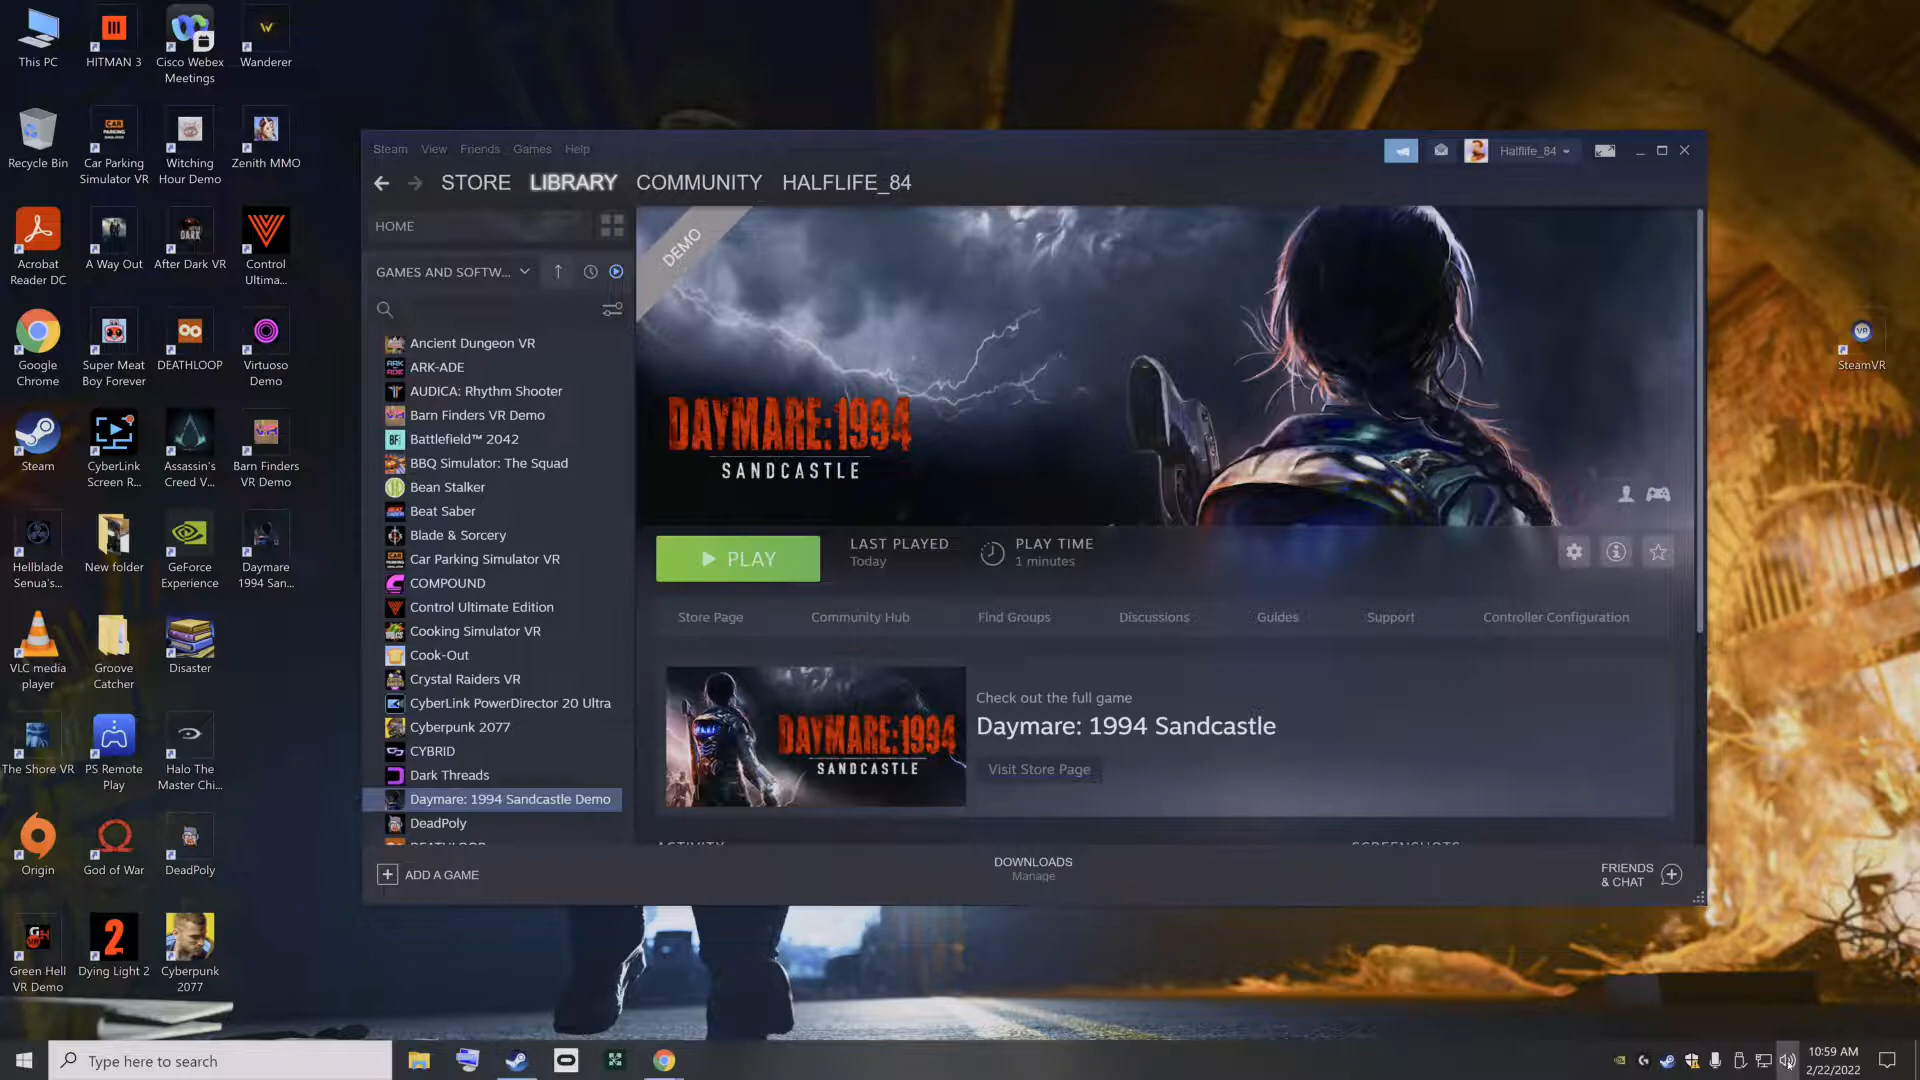 This PC
HITMAN 3
Cisco Webex
Meetings
Wanderer
Recycle Bin
Car Parking
Simulator VR
Witching
Hour Demo
Zenith MMO
Acrobat
Reader DC
A Way Out
After Dark VR
Control
Ultima...
Google
Chrome
Super Meat
Boy Forever
DEATHLOOP
Virtuoso
Demo
Steam
CyberLink
Screen R...
Assassin's
Creed V...
Barn Finders
VR Demo
Hellblade
Senua's...
New folder
GeForce
Experience
Daymare
1994 San...
VLC media
player
Groove
Catcher
Disaster
The Shore VR
PS Remote
Play
Halo The
Master Chi...
Origin
God of War
DeadPoly
Green Hell
VR Demo
Dying Light 2
Cyberpunk
2077
SteamVR
Steam View Friends Games Help
Halflife_84
STORE LIBRARY COMMUNITY HALFLIFE_84
HOME
GAMES AND SOFTW...
Ancient Dungeon VR
ARK-ADE
AUDICA: Rhythm Shooter
Barn Finders VR Demo
Battlefield™ 2042
BBQ Simulator: The Squad
Bean Stalker
Beat Saber
Blade & Sorcery
Car Parking Simulator VR
COMPOUND
Control Ultimate Edition
Cooking Simulator VR
Cook-Out
Crystal Raiders VR
CyberLink PowerDirector 20 Ultra
Cyberpunk 2077
CYBRID
Dark Threads
Daymare: 1994 Sandcastle Demo
DeadPoly
DEATHLOOP
DEMO
DAYMARE:1994
SANDCASTLE
PLAY
LAST PLAYED
Today
PLAY TIME
1 minutes
Store Page Community Hub Find Groups Discussions Guides Support Controller Configuration
DAYMARE:1994
SANDCASTLE
Check out the full game
Daymare: 1994 Sandcastle
Visit Store Page
ACTIVITY
SCREENSHOTS
ADD A GAME
DOWNLOADS
Manage
FRIENDS
& CHAT
Type here to search
10:59 AM
2/22/2022